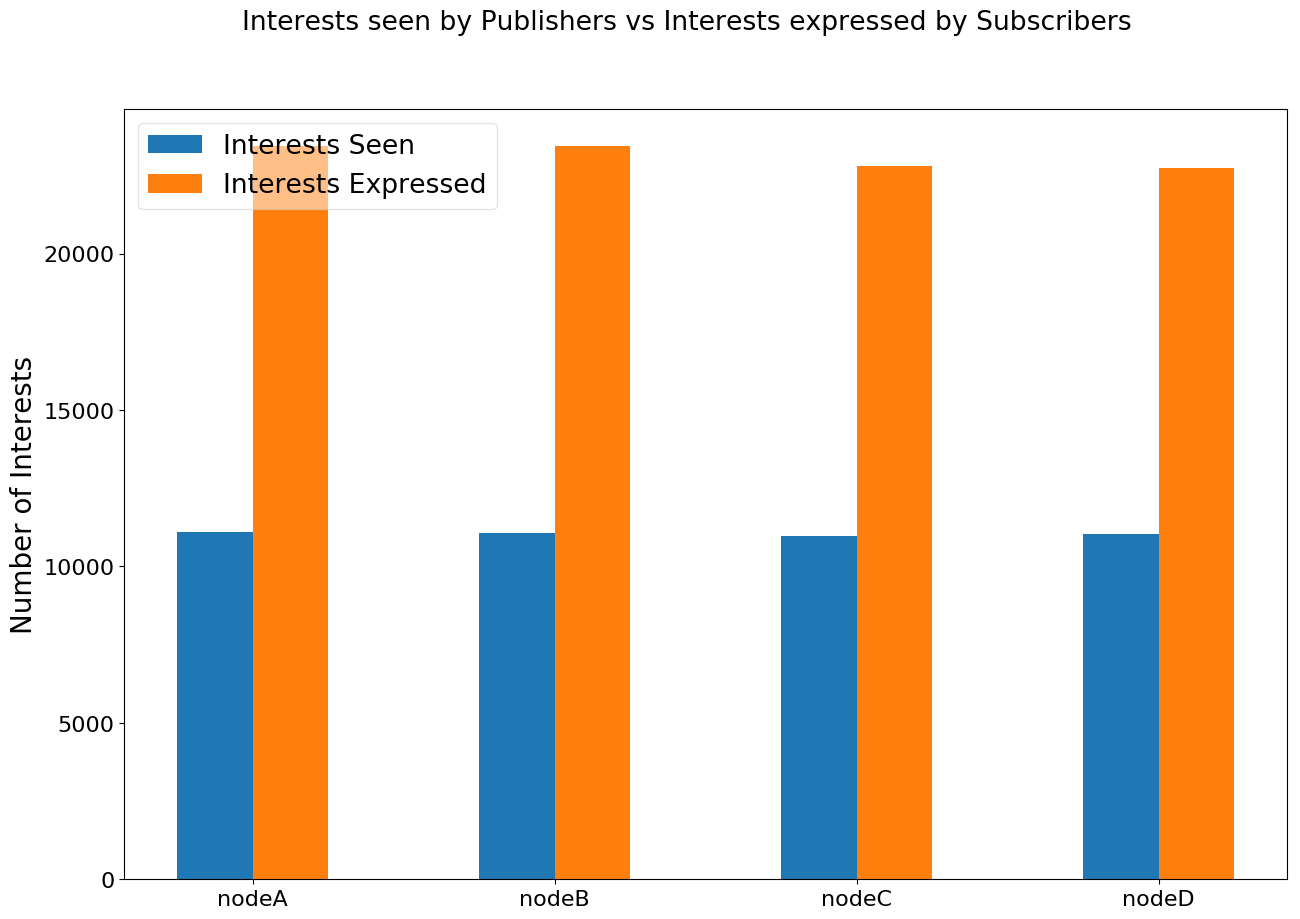 Interests seen by Publishers vs Interests expressed by Subscribers
Interests Seen
Interests Expressed
Number of Interests
20000
15000
10000
5000
0
nodeA nodeB nodeC nodeD